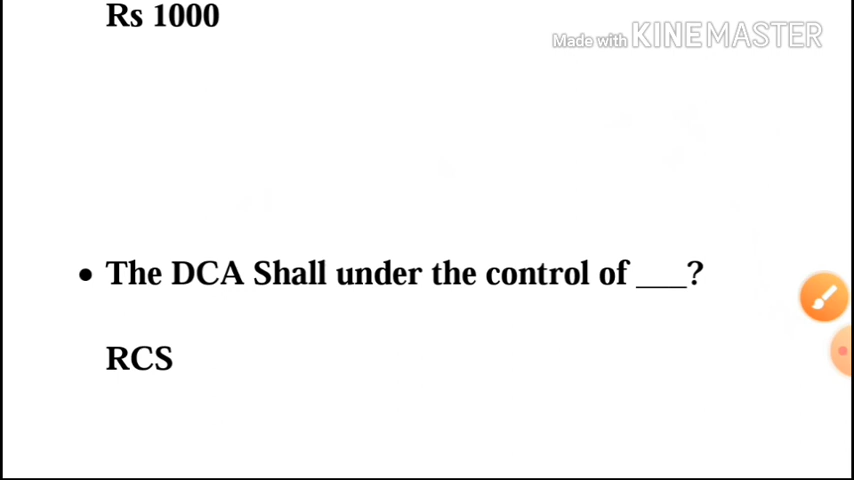 Rs 1000
Made with KINEMASTER
• The DCA Shall under the control of ___?
RCS